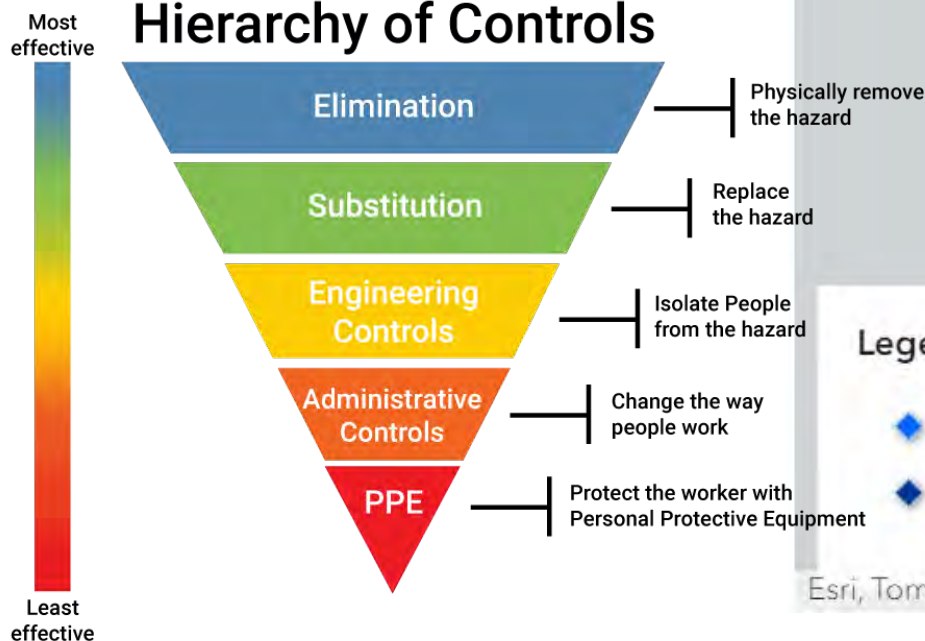 Hierarchy of Controls
Most
effective
Elimination
Physically remove
the hazard
Substitution
Replace
the hazard
Engineering
Controls
Isolate People
from the hazard
Administrative
Controls
Change the way
people work
PPE
Protect the worker with
Personal Protective Equipment
Least
effective
Lege
Esri, Tom